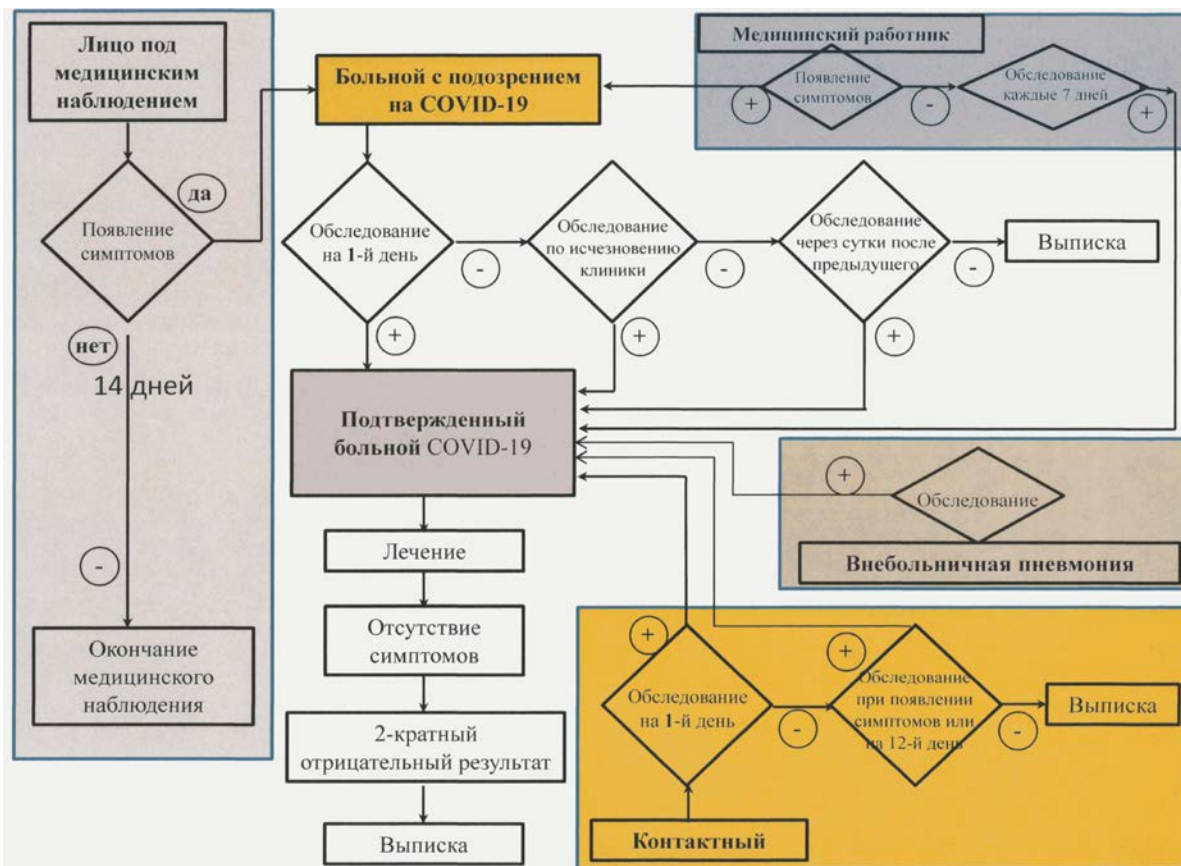 Лицо под
медицинским
наблюдением
Появление
симптомов
да
нет
14 дней
-
Окончание
медицинского
наблюдения
Больной с подозрением
на COVID-19
Медицинский работник
Появление
симптомов
+
-
Обследование
каждые 7 дней
+
Обследование
на 1-й день
-
+
Обследование
по исчезновению
клиники
-
+
Обследование
через сутки после
предыдущего
-
+
Выписка
Подтвержденный
больной COVID-19
Лечение
Отсутствие
симптомов
2-кратный
отрицательный результат
Выписка
+
Обследование
Внебольничная пневмония
+
Обследование
на 1-й день
-
+
Обследование
при появлении
симптомов или
на 12-й день
-
Выписка
Контактный